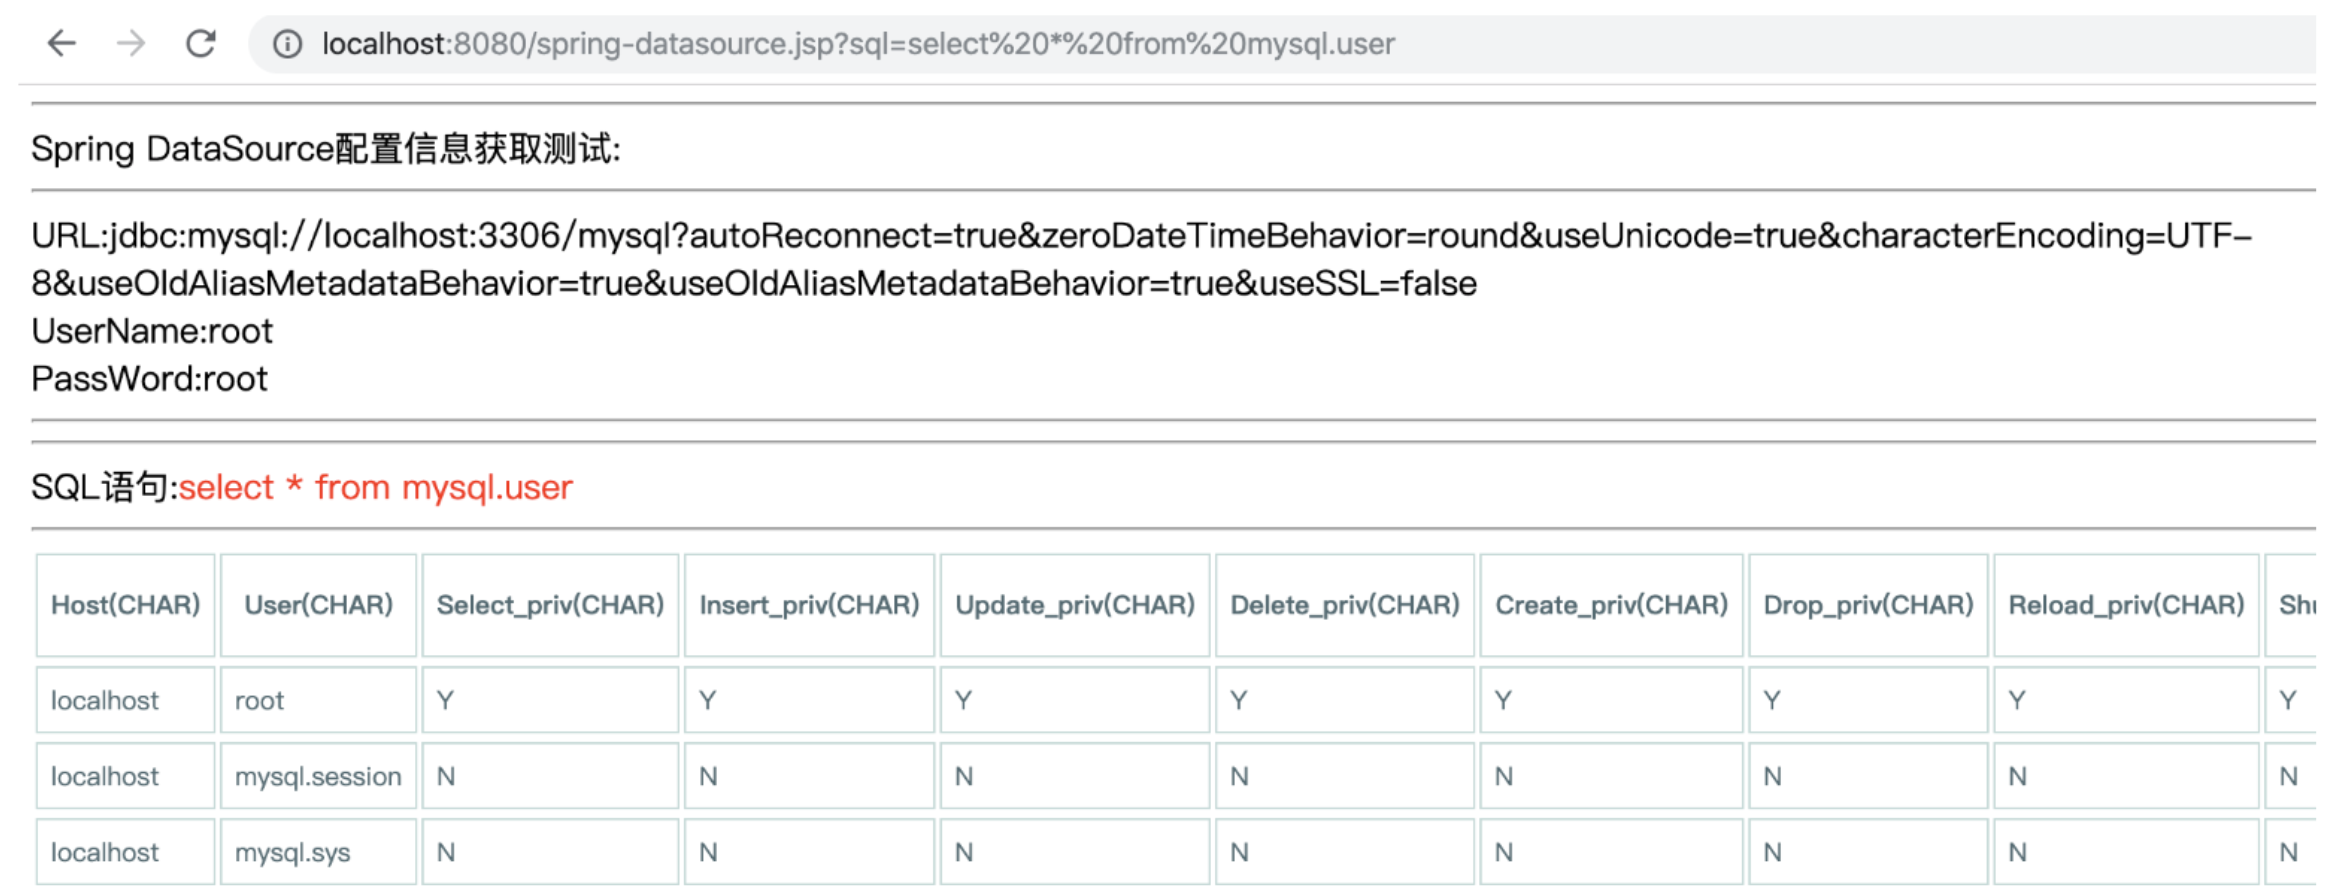 localhost:8080/spring-datasource.jsp?sql=select%20*%20from%20mysql.user
Spring DataSource配置信息获取测试:
URL:jdbc:mysql://localhost:3306/mysql?autoReconnect=true&zeroDateTimeBehavior=round&useUnicode=true&characterEncoding=UTF-
8&useOldAliasMetadataBehavior=true&useOldAliasMetadataBehavior=true&useSSL=false
UserName:root
PassWord:root
SQL语句:select * from mysql.user
Host(CHAR) User(CHAR) Select_priv(CHAR) Insert_priv(CHAR) Update_priv(CHAR) Delete_priv(CHAR) Create_priv(CHAR) Drop_priv(CHAR) Reload_priv(CHAR)
localhost root Y Y Y Y Y Y Y Y
localhost mysql.session N N N N N N N N
localhost mysql.sys N N N N N N N N